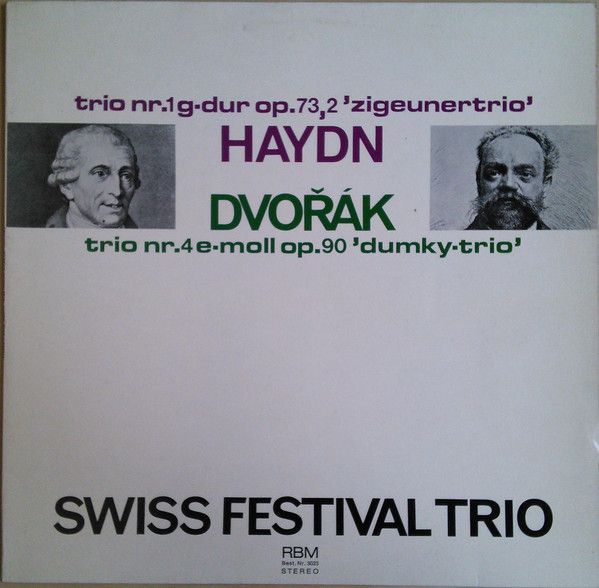 trio nr.1 g-dur op.73,2 'zigeunertrio'
HAYDN
DVOŘÁK
trio nr.4 e-moll op.90 'dumky-trio'
SWISS FESTIVAL TRIO
RBM
Best. Nr. 3023
STEREO